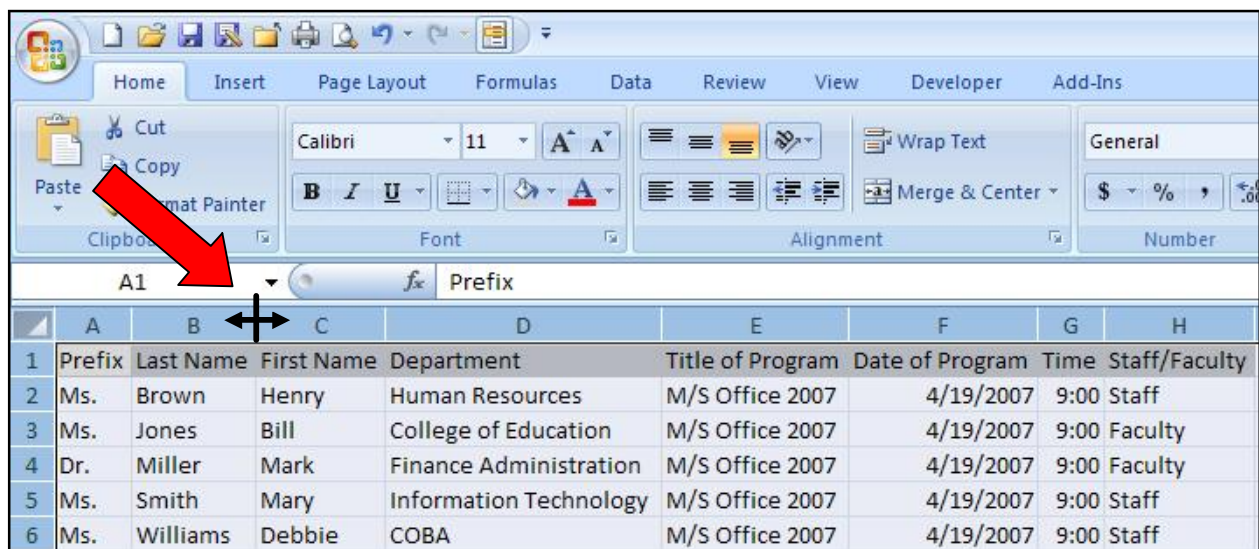 Home Insert Page Layout Formulas Data Review View Developer Add-Ins
Cut
Copy
Paste
mat Painter
Clipbo
Calibri 11 A A
B I U A
Font
Wrap Text
Merge & Center
Alignment
General
$ % ,
Number
A1 fx Prefix
A B C D E F G H
1 Prefix Last Name First Name Department Title of Program Date of Program Time Staff/Faculty
2 Ms. Brown Henry Human Resources M/S Office 2007 4/19/2007 9:00 Staff
3 Ms. Jones Bill College of Education M/S Office 2007 4/19/2007 9:00 Faculty
4 Dr. Miller Mark Finance Administration M/S Office 2007 4/19/2007 9:00 Faculty
5 Ms. Smith Mary Information Technology M/S Office 2007 4/19/2007 9:00 Staff
6 Ms. Williams Debbie COBA M/S Office 2007 4/19/2007 9:00 Staff